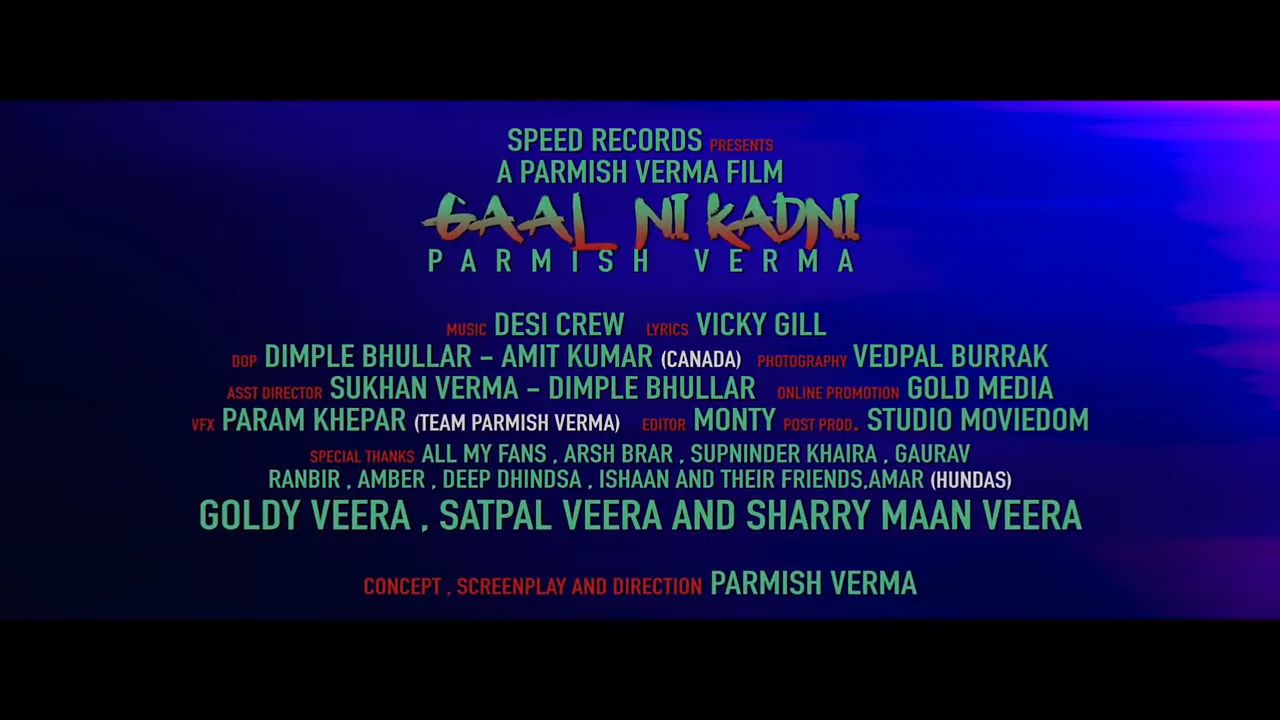 SPEED RECORDS PRESENTS
A PARMISH VERMA FILM
GAAL NI KADNI
PARMISH VERMA
MUSIC DESI CREW LYRICS VICKY GILL
DOP DIMPLE BHULLAR – AMIT KUMAR (CANADA) PHOTOGRAPHY VEDPAL BURRAK
ASST DIRECTOR SUKHAN VERMA – DIMPLE BHULLAR ONLINE PROMOTION GOLD MEDIA
VFX PARAM KHEPAR (TEAM PARMISH VERMA) EDITOR MONTY POST PROD. STUDIO MOVIEDOM
SPECIAL THANKS ALL MY FANS , ARSH BRAR , SUPNINDER KHAIRA , GAURAV
RANBIR , AMBER , DEEP DHINDSA , ISHAAN AND THEIR FRIENDS,AMAR (HUNDAS)
GOLDY VEERA , SATPAL VEERA AND SHARRY MAAN VEERA
CONCEPT , SCREENPLAY AND DIRECTION PARMISH VERMA